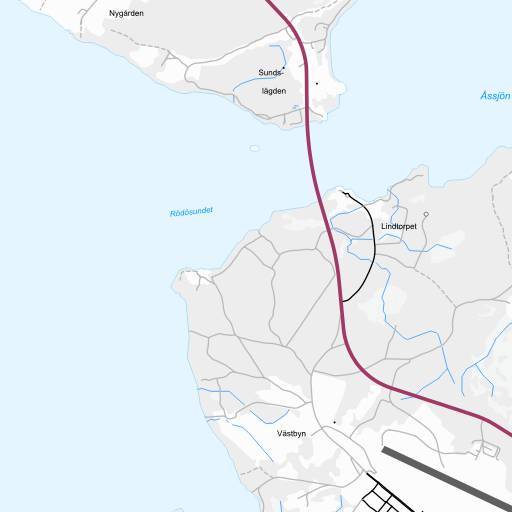 Nygården
Sunds-
lägden
Åssjön
Rödösundet
Lindtorpet
Västbyn